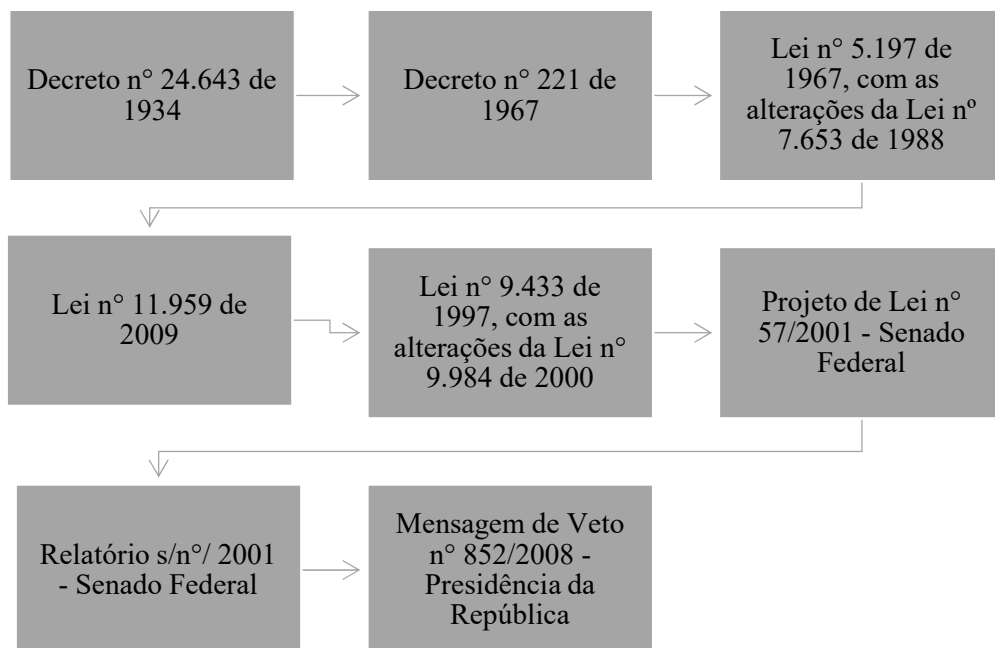 Decreto n° 24.643 de
1934
Decreto n° 221 de
1967
Lei n° 5.197 de
1967, com as
alterações da Lei nº
7.653 de 1988
Lei n° 11.959 de
2009
Lei n° 9.433 de
1997, com as
alterações da Lei n°
9.984 de 2000
Projeto de Lei n°
57/2001 - Senado
Federal
Relatório s/n°/ 2001
- Senado Federal
Mensagem de Veto
n° 852/2008 -
Presidência da
República